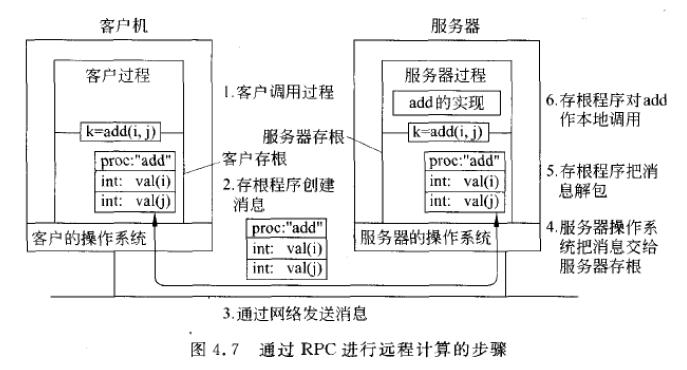 客户机
服务器
客户过程
1.客户调用过程
服务器过程
add的实现
6.存根程序对add
作本地调用
k=add(i, j)
服务器存根
k=add(i, j)
客户存根
proc:"add"
int: val(i)
int: val(j)
2.存根程序创建
消息
proc:"add"
int: val(i)
int: val(j)
proc:"add"
int: val(i)
int: val(j)
5.存根程序把消
息解包
4.服务器操作系
统把消息交给
服务器存根
客户的操作系统
服务器的操作系统
3.通过网络发送消息
图 4.7 通过 RPC 进行远程计算的步骤